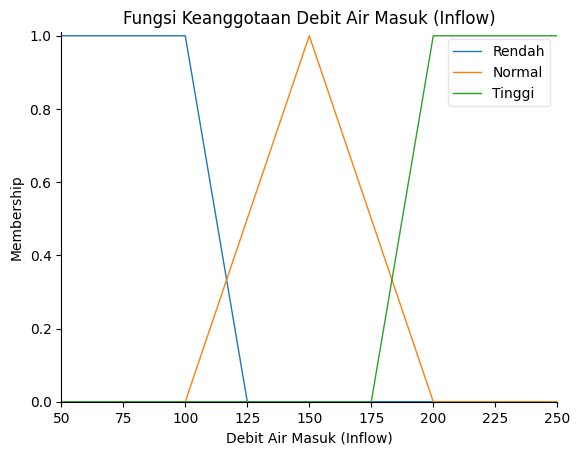 Fungsi Keanggotaan Debit Air Masuk (Inflow)
1.0
0.8
0.6
0.4
0.2
0.0
Membership
Rendah
Normal
Tinggi
50 75 100 125 150 175 200 225 250
Debit Air Masuk (Inflow)